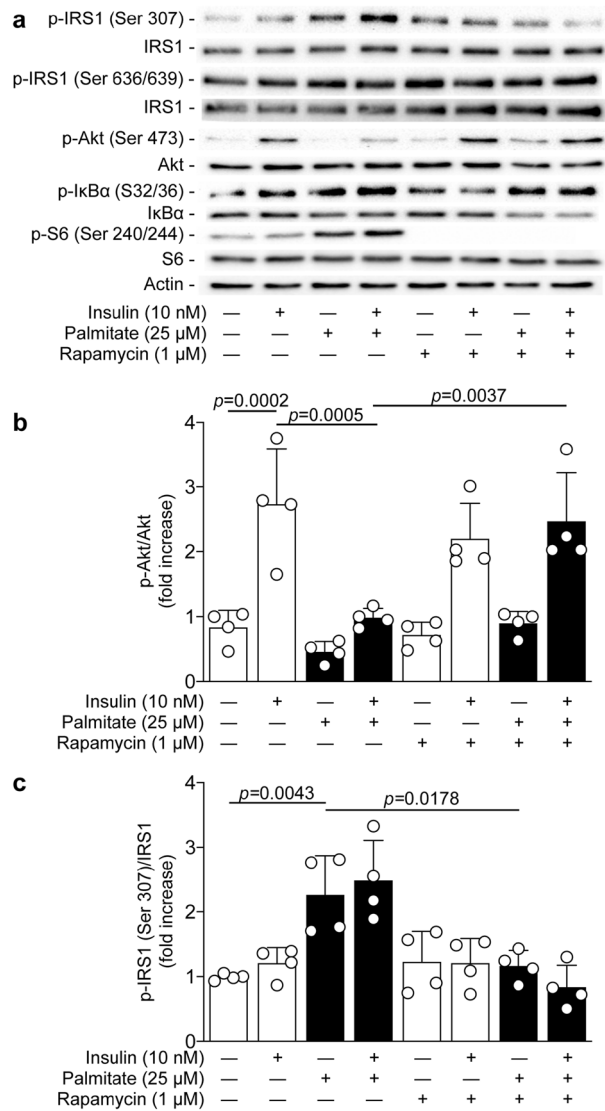 a
p-IRS1 (Ser 307) -
IRS1 -
p-IRS1 (Ser 636/639) -
IRS1 -
p-Akt (Ser 473) -
Akt -
p-IκBα (S32/36) -
IκBα -
p-S6 (Ser 240/244) -
S6 -
Actin -
Insulin (10 nM) — + — + — + — +
Palmitate (25 µM) — — + + — — + +
Rapamycin (1 µM) — — — — + + + +
b
p=0.0002
p=0.0005
p=0.0037
p-Akt/Akt
(fold increase)
4
3
2
1
0
Insulin (10 nM) — + — + — + — +
Palmitate (25 µM) — — + + — — + +
Rapamycin (1 µM) — — — — + + + +
c
p=0.0043
p=0.0178
p-IRS1 (Ser 307)/IRS1
(fold increase)
4
3
2
1
0
Insulin (10 nM) — + — + — + — +
Palmitate (25 µM) — — + + — — + +
Rapamycin (1 µM) — — — — + + + +